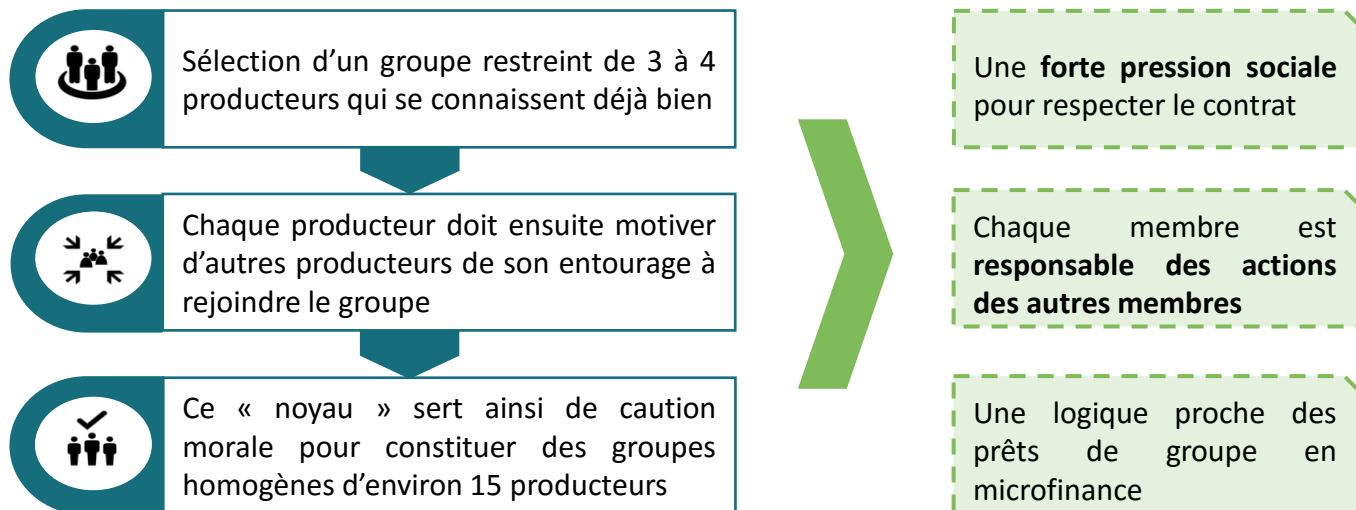 Sélection d’un groupe restreint de 3 à 4
producteurs qui se connaissent déjà bien
Chaque producteur doit ensuite motiver
d’autres producteurs de son entourage à
rejoindre le groupe
Ce « noyau » sert ainsi de caution
morale pour constituer des groupes
homogènes d’environ 15 producteurs
Une forte pression sociale
pour respecter le contrat
Chaque membre est
responsable des actions
des autres membres
Une logique proche des
prêts de groupe en
microfinance